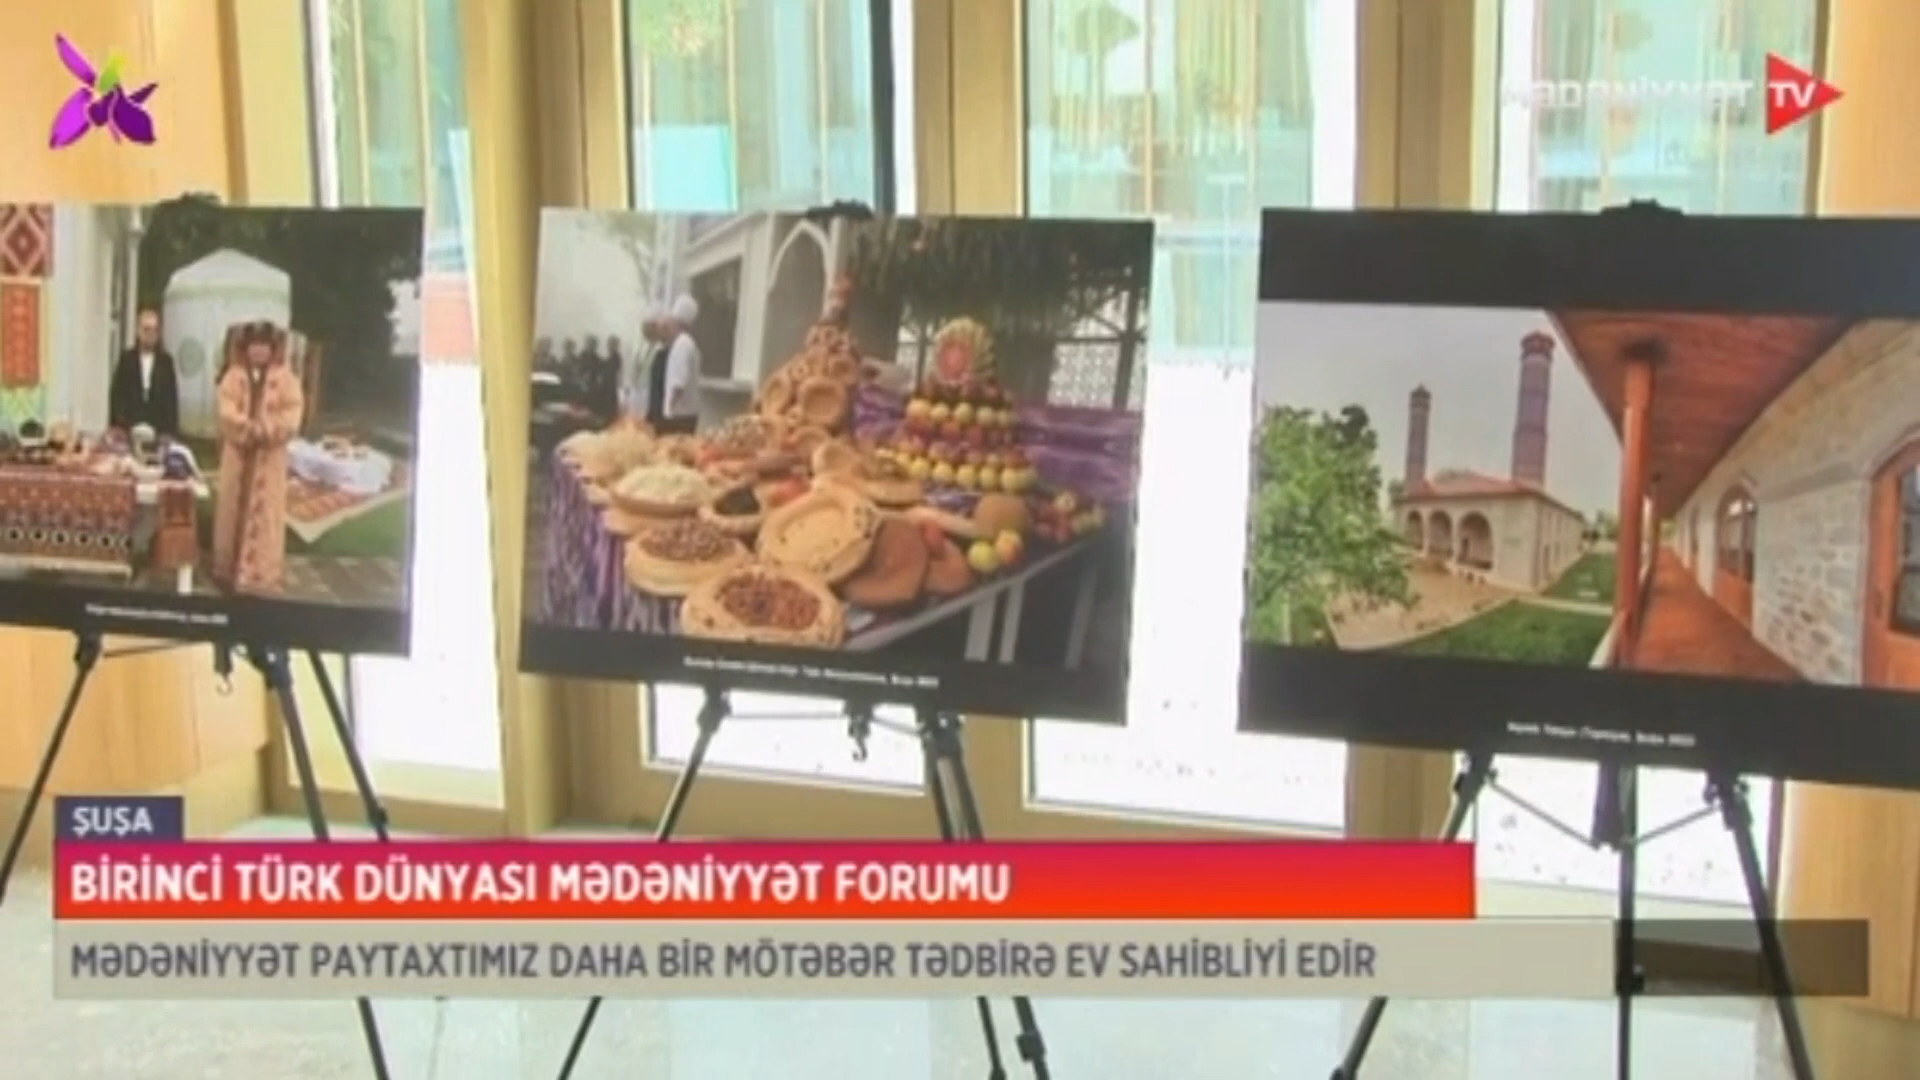 MƏDƏNİYYƏT TV
ŞUŞA
BİRİNCİ TÜRK DÜNYASI MƏDƏNİYYƏT FORUMU
MƏDƏNİYYƏT PAYTAXTIMIZ DAHA BİR MÖTƏBƏR TƏDBİRƏ EV SAHİBLİYİ EDİR